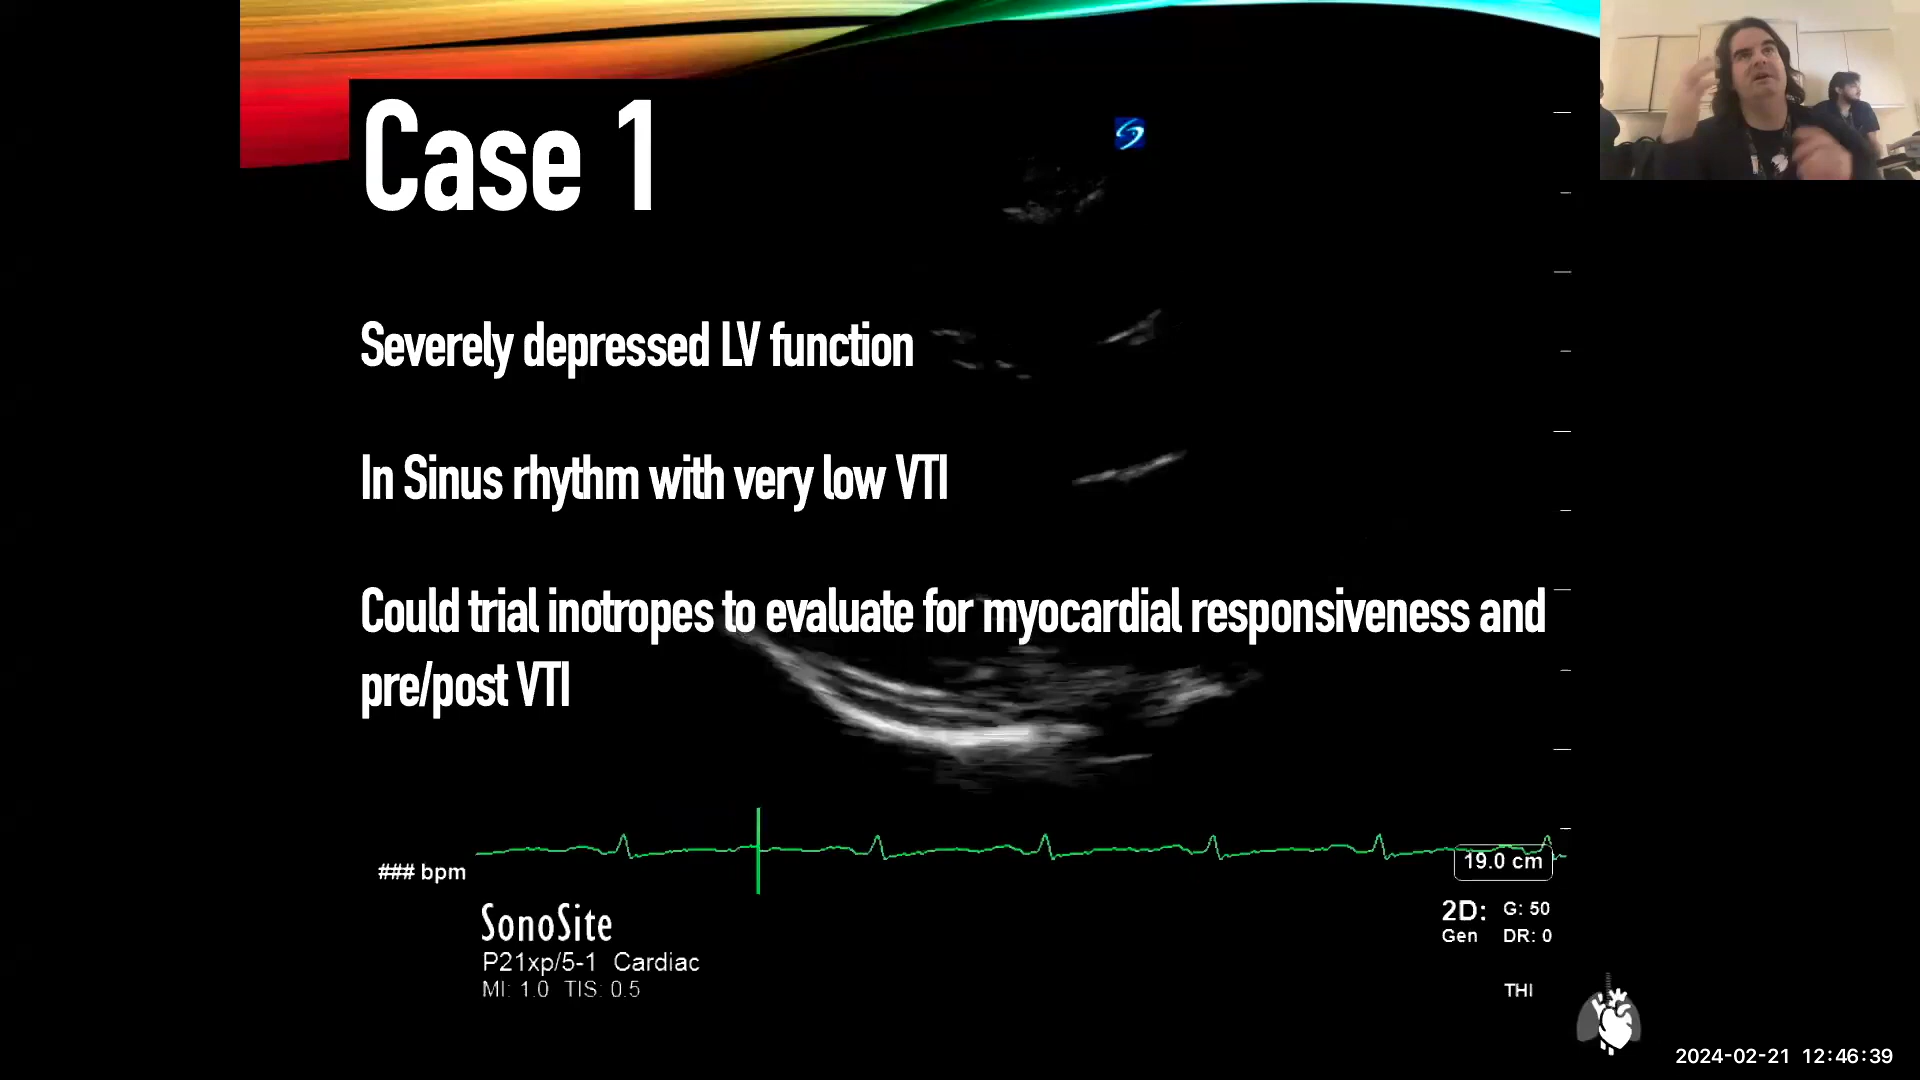 Case 1
Severely depressed LV function
In Sinus rhythm with very low VTI
Could trial inotropes to evaluate for myocardial responsiveness and
pre/post VTI
### bpm
19.0 cm
SonoSite
P21xp/5-1 Cardiac
MI: 1.0 TIS: 0.5
2D: G: 50
Gen DR: 0
THI
2024-02-21 12:46:39